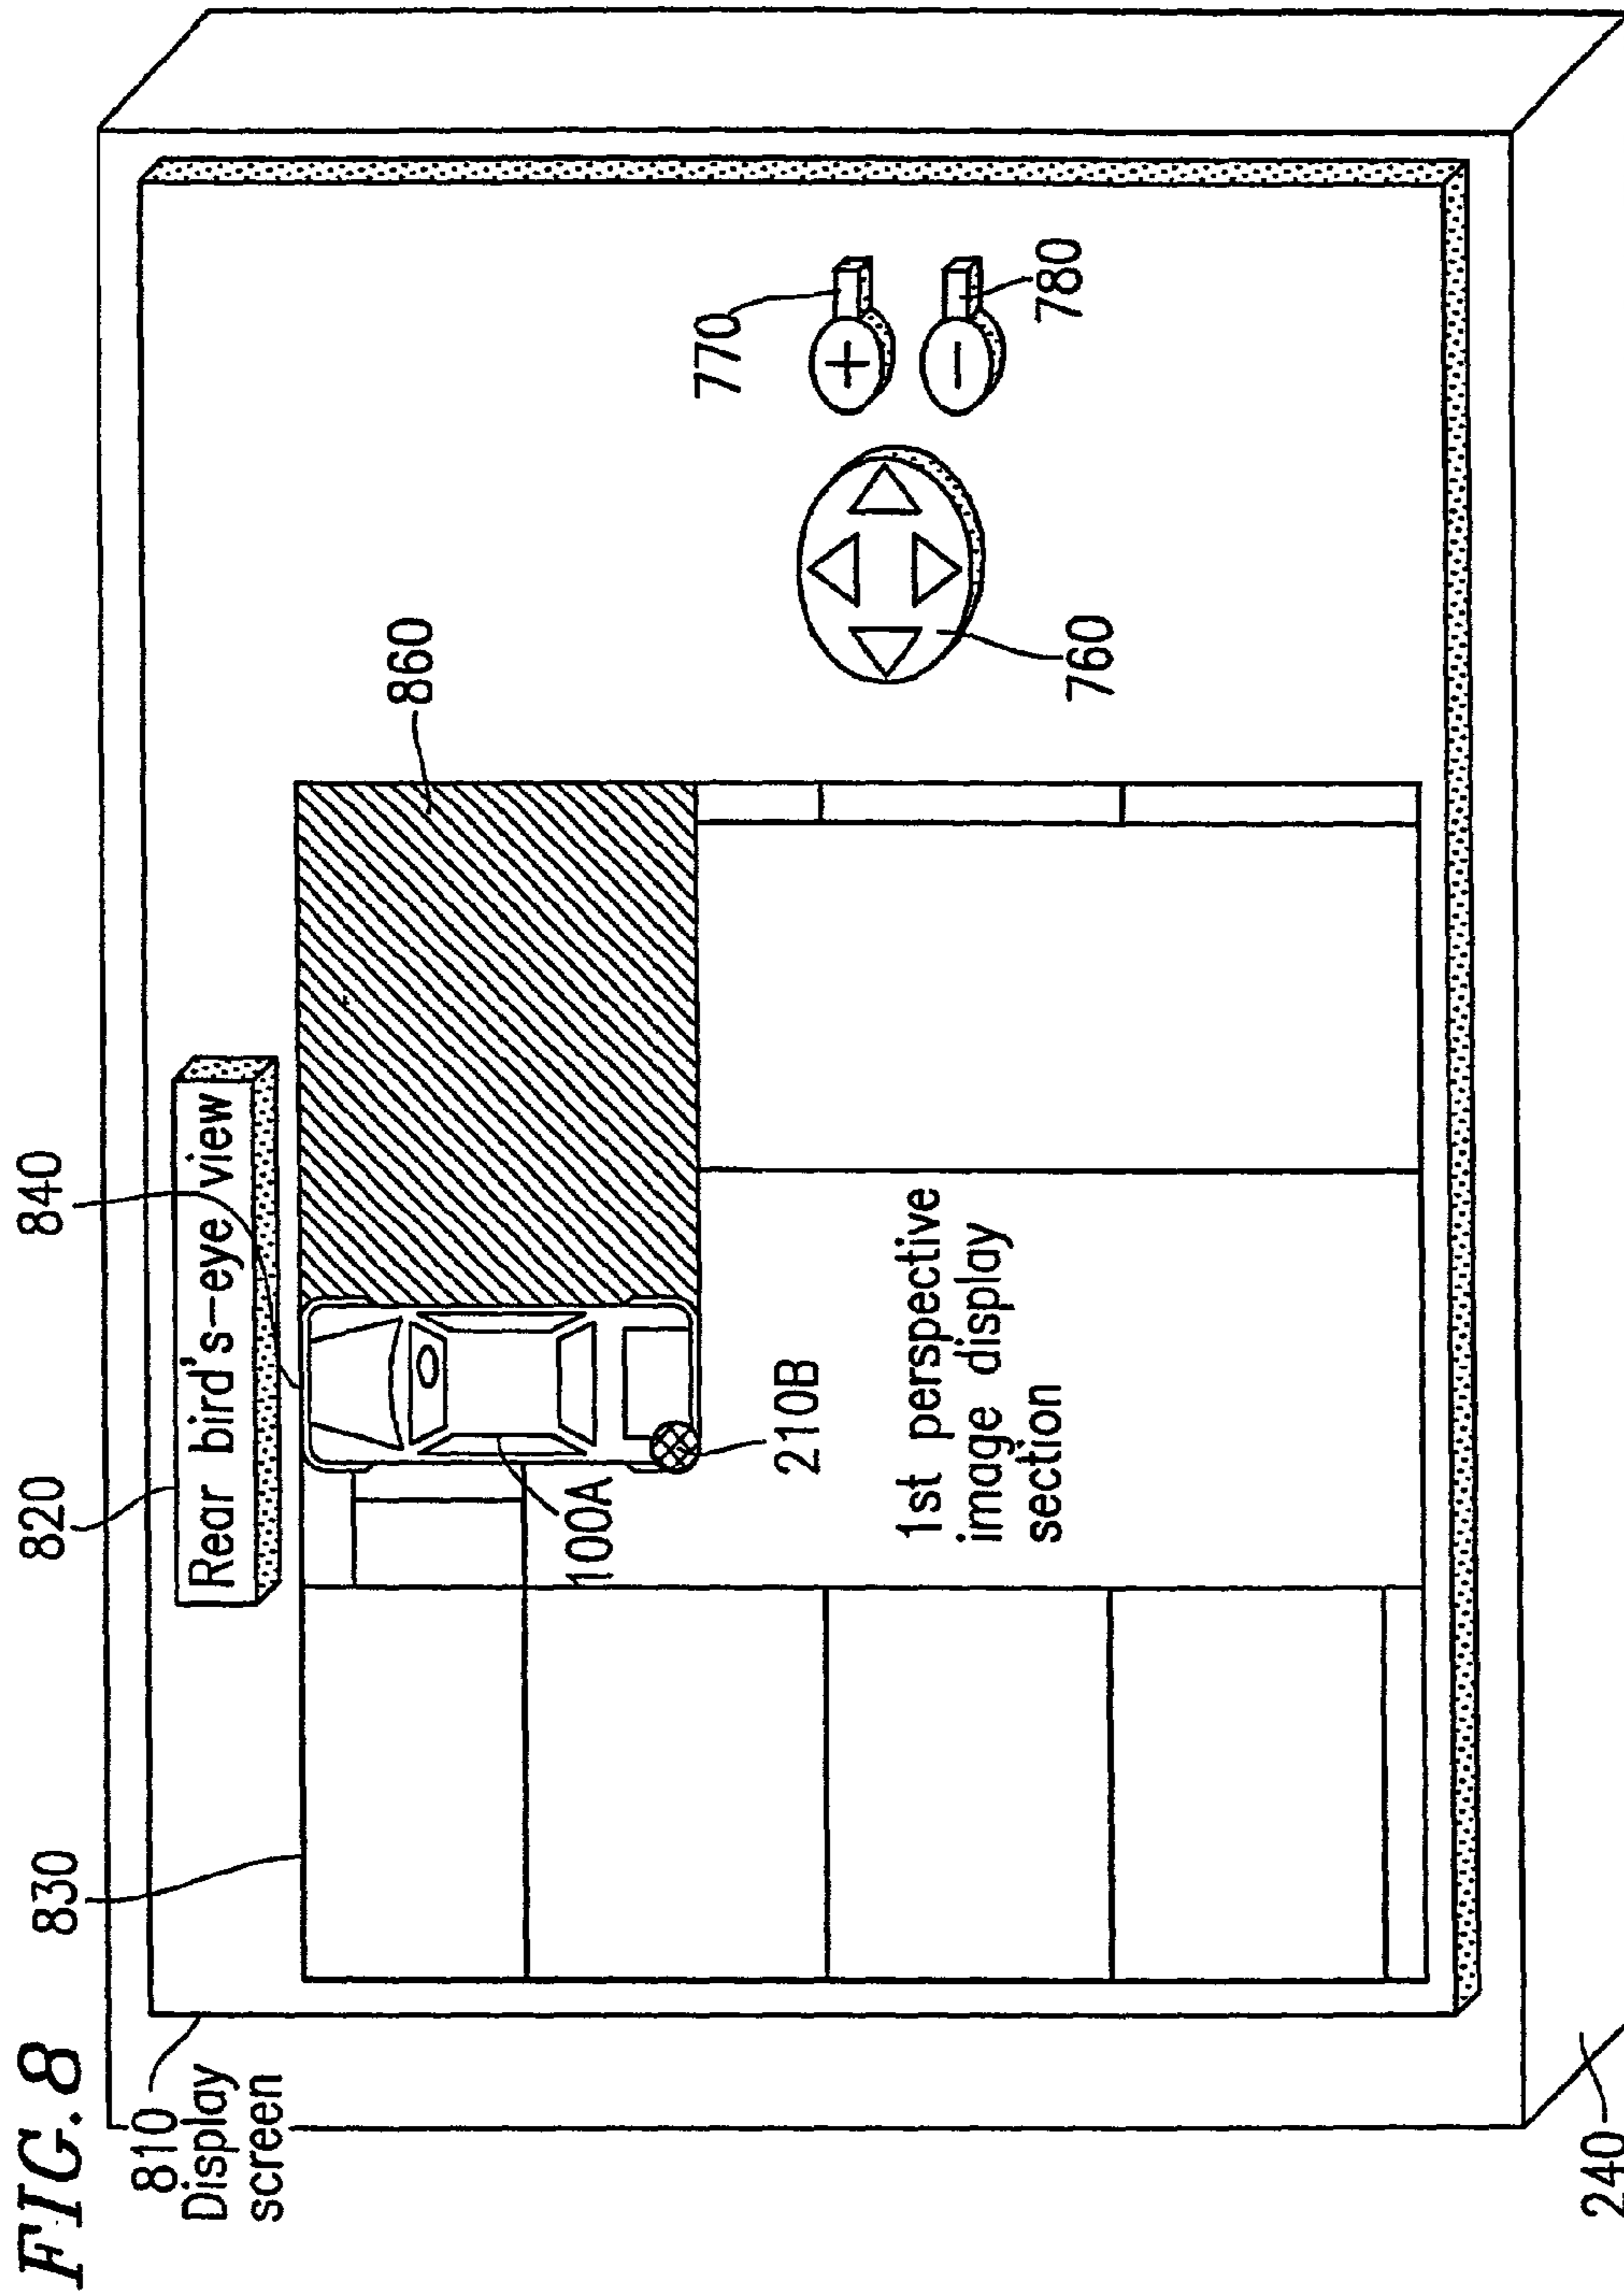 FIG. 8
820
840
830
810
Display
screen
Rear bird's-eye view
860
770
780
760
100A
210B
1st perspective
image display
section
240
+
−